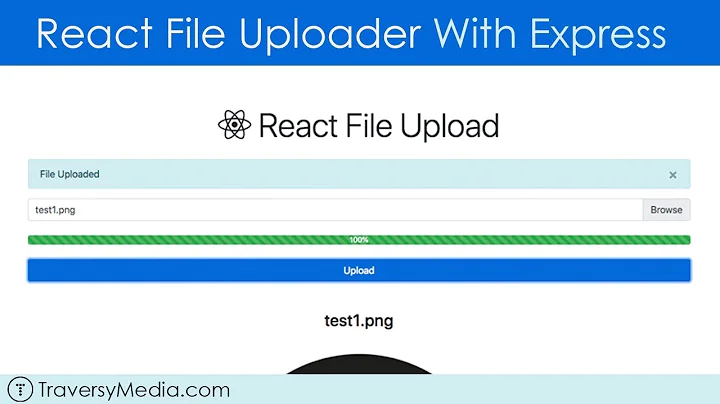 React File Uploader With Express
React File Upload
File Uploaded ×
test1.png Browse
100%
Upload
test1.png
TraversyMedia.com